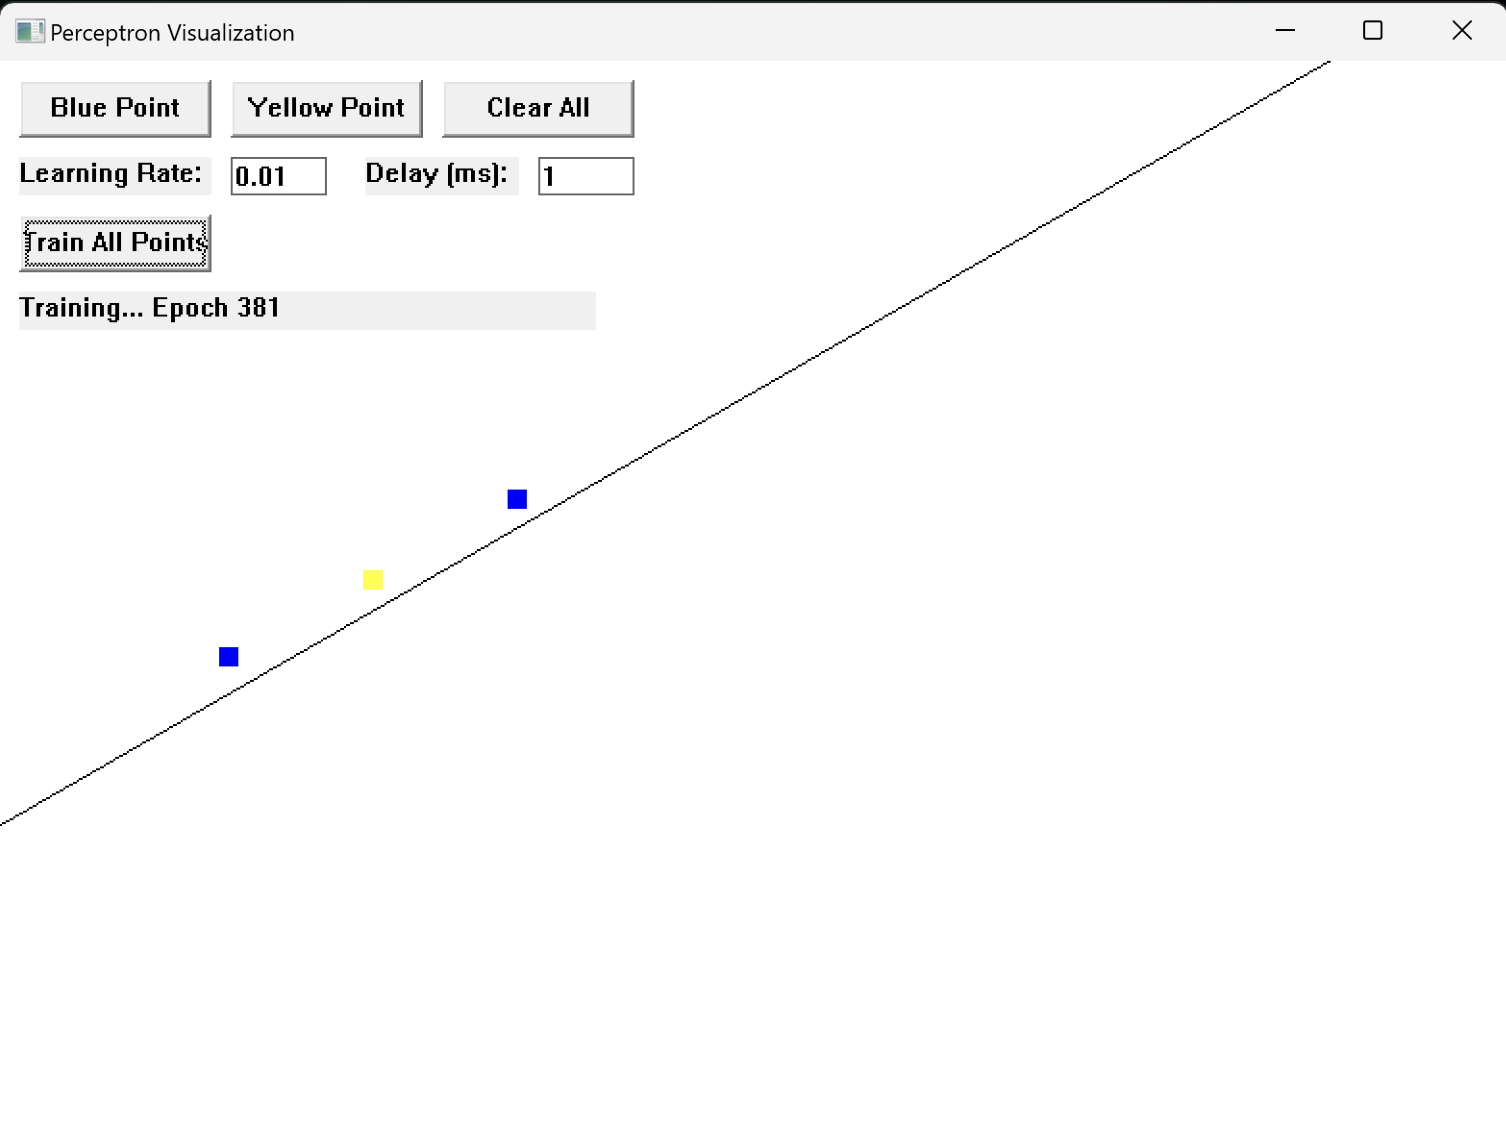 Perceptron Visualization
Blue Point Yellow Point Clear All
Learning Rate: 0.01 Delay (ms): 1
Train All Points
Training... Epoch 381